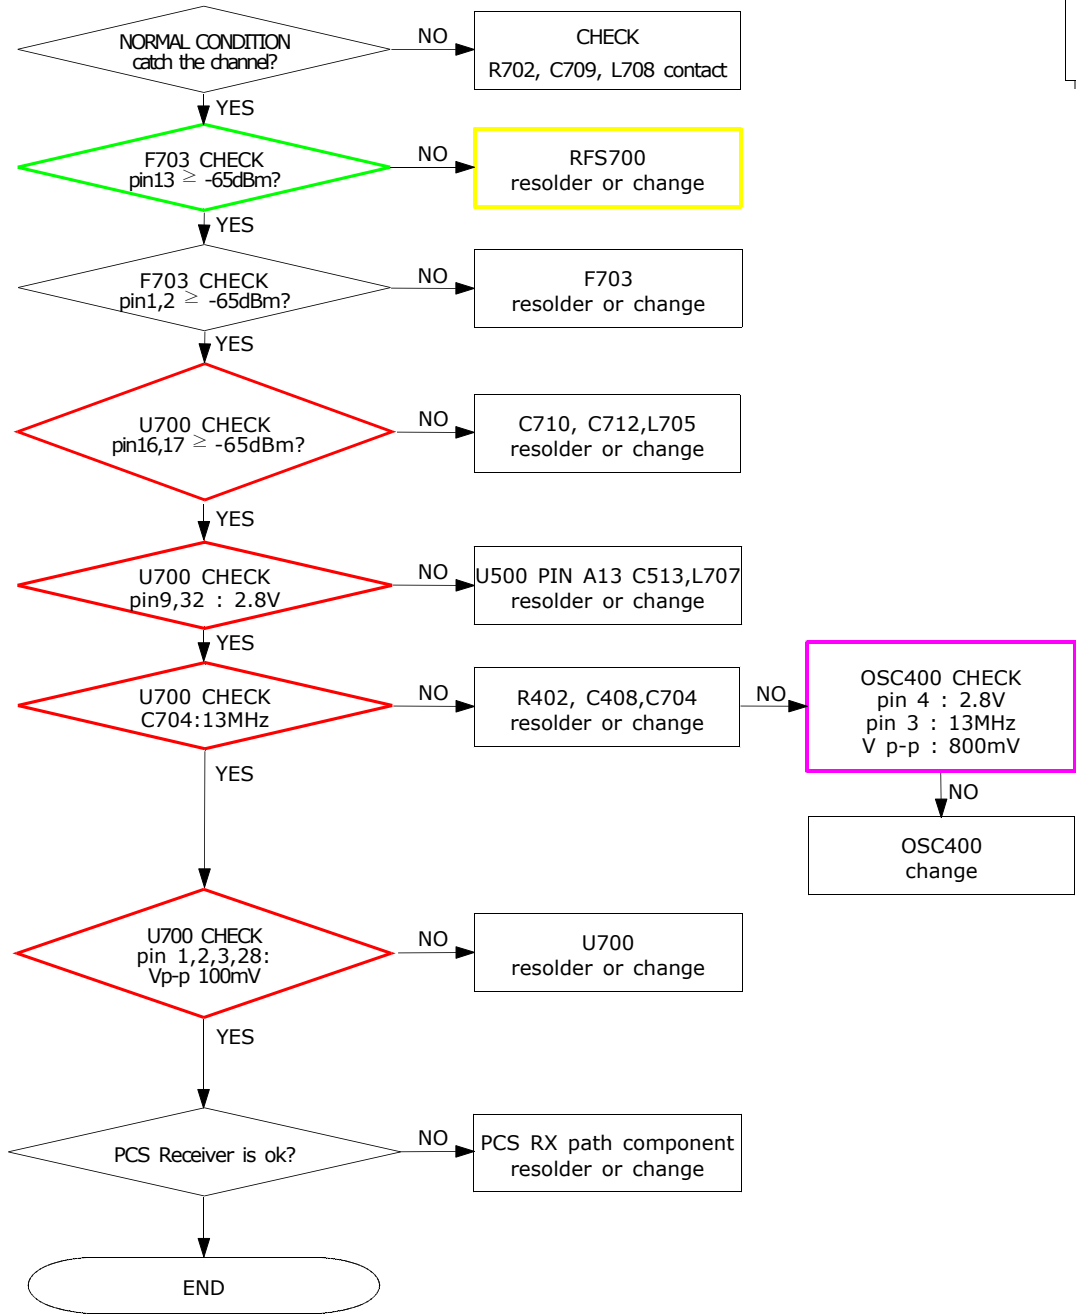 NORMAL CONDITION
catch the channel?
NO
CHECK
R702, C709, L708 contact
YES
F703 CHECK
pin13 ≥ -65dBm?
NO
RFS700
resolder or change
YES
F703 CHECK
pin1,2 ≥ -65dBm?
NO
F703
resolder or change
YES
U700 CHECK
pin16,17 ≥ -65dBm?
NO
C710, C712,L705
resolder or change
YES
U700 CHECK
pin9,32 : 2.8V
NO
U500 PIN A13 C513,L707
resolder or change
YES
U700 CHECK
C704:13MHz
NO
R402, C408,C704
resolder or change
NO
OSC400 CHECK
pin 4 : 2.8V
pin 3 : 13MHz
V p-p : 800mV
NO
OSC400
change
YES
U700 CHECK
pin 1,2,3,28:
Vp-p 100mV
NO
U700
resolder or change
YES
PCS Receiver is ok?
NO
PCS RX path component
resolder or change
END